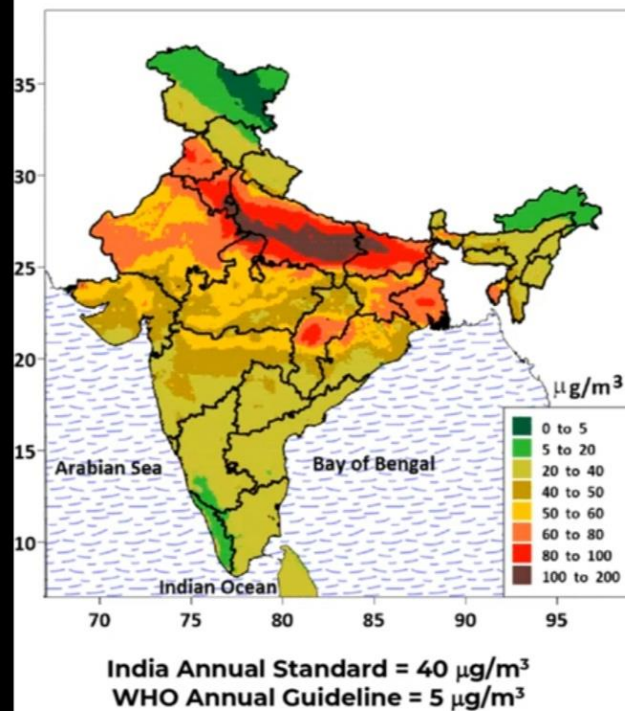 35
30
25
20
15
10
μg/m³
0 to 5
5 to 20
20 to 40
40 to 50
50 to 60
60 to 80
80 to 100
100 to 200
Arabian Sea
Bay of Bengal
Indian Ocean
70 75 80 85 90 95
India Annual Standard = 40 μg/m³
WHO Annual Guideline = 5 μg/m³